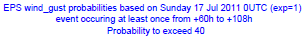 EPS wind_gust probabilities based on Sunday 17 Jul 2011 0UTC (exp=1)
event occuring at least once from +60h to +108h
Probability to exceed 40